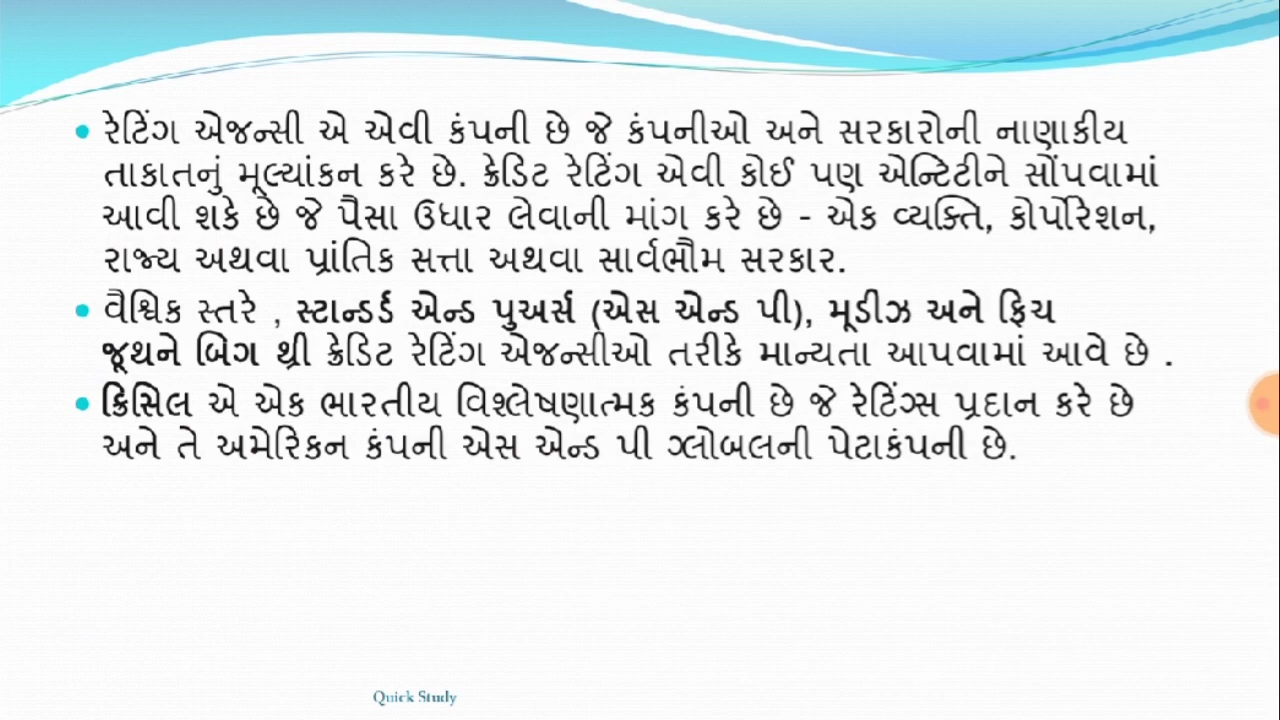 રેટિંગ એજન્સી એ એવી કંપની છે જે કંપનીઓ અને સરકારોની નાણાકીય
તાકાતનું મૂલ્યાંકન કરે છે. ક્રેડિટ રેટિંગ એવી કોઈ પણ એન્ટિટીને સોંપવામાં
આવી શકે છે જે પૈસા ઉધાર લેવાની માંગ કરે છે - એક વ્યક્તિ, કોર્પોરેશન,
રાજ્ય અથવા પ્રાંતિક સત્તા અથવા સાર્વભૌમ સરકાર.
વૈશ્વિક સ્તરે , સ્ટાન્ડર્ડ એન્ડ પુઅર્સ (એસ એન્ડ પી), મૂડીઝ અને ફિચ
જૂથને બિગ થ્રી ક્રેડિટ રેટિંગ એજન્સીઓ તરીકે માન્યતા આપવામાં આવે છે .
ક્રિસિલ એ એક ભારતીય વિશ્લેષણાત્મક કંપની છે જે રેટિંગ્સ પ્રદાન કરે છે
અને તે અમેરિકન કંપની એસ એન્ડ પી ગ્લોબલની પેટાકંપની છે.
Quick Study